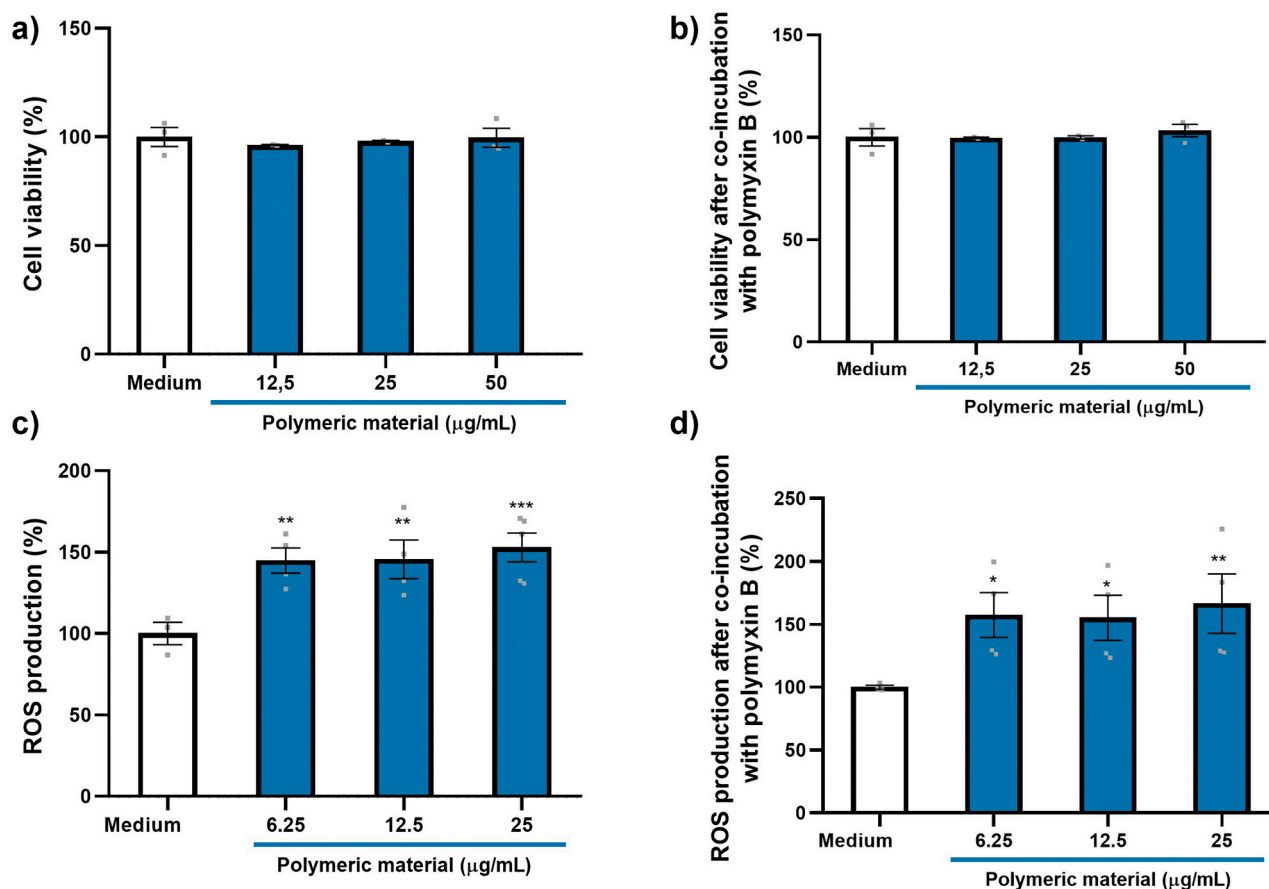 a)
Cell viability (%)
150
100
50
0
Medium
12,5
25
50
Polymeric material (μg/mL)
b)
Cell viability after co-incubation
with polymyxin B (%)
150
100
50
0
Medium
12,5
25
50
Polymeric material (μg/mL)
c)
ROS production (%)
200
150
100
50
0
**
**
***
Medium
6.25
12.5
25
Polymeric material (μg/mL)
d)
ROS production after co-incubation
with polymyxin B (%)
250
200
150
100
50
0
*
*
**
Medium
6.25
12.5
25
Polymeric material (μg/mL)